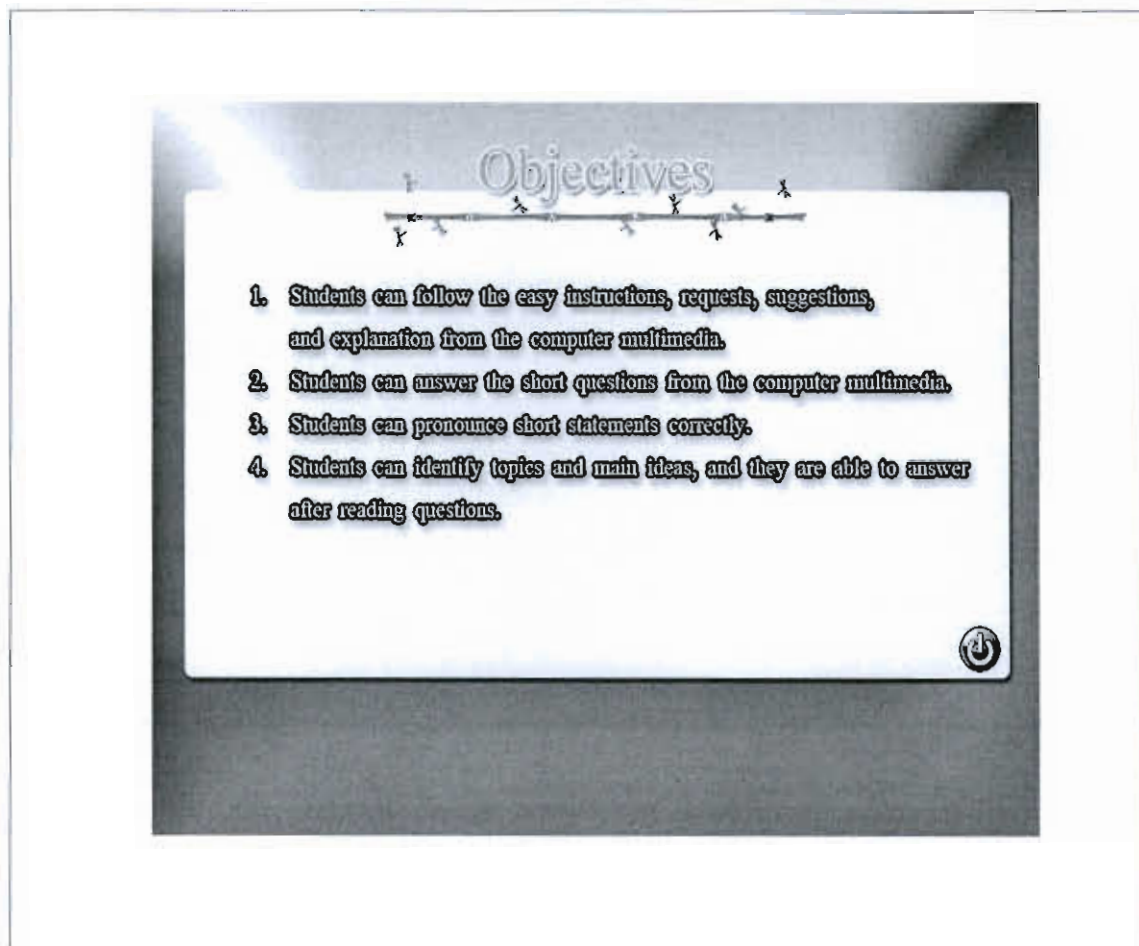 Objectives
1. Students can follow the easy instructions, requests, suggestions,
and explanation from the computer multimedia.
2. Students can answer the short questions from the computer multimedia.
3. Students can pronounce short statements correctly.
4. Students can identify topics and main ideas, and they are able to answer
after reading questions.